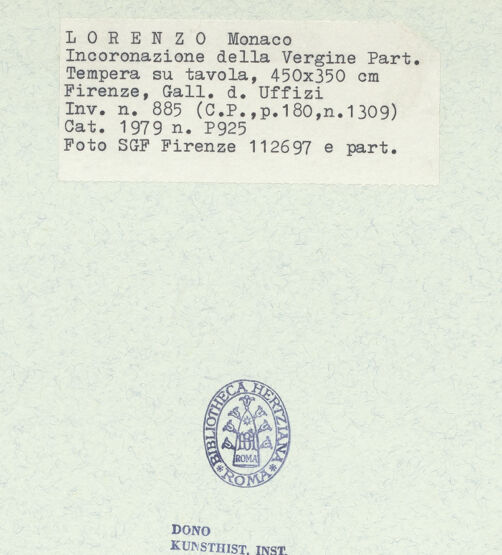 L O R E N Z O Monaco
Incoronazione della Vergine Part.
Tempera su tavola, 450x350 cm
Firenze, Gall. d. Uffizi
Inv. n. 885 (C.P.,p.180,n.1309)
Cat. 1979 n. P925
Foto SGF Firenze 112697 e part.
BIBLIOTHECA HERTZIANA
ROMA
*ROMA*
DONO
KUNSTHIST. INST.